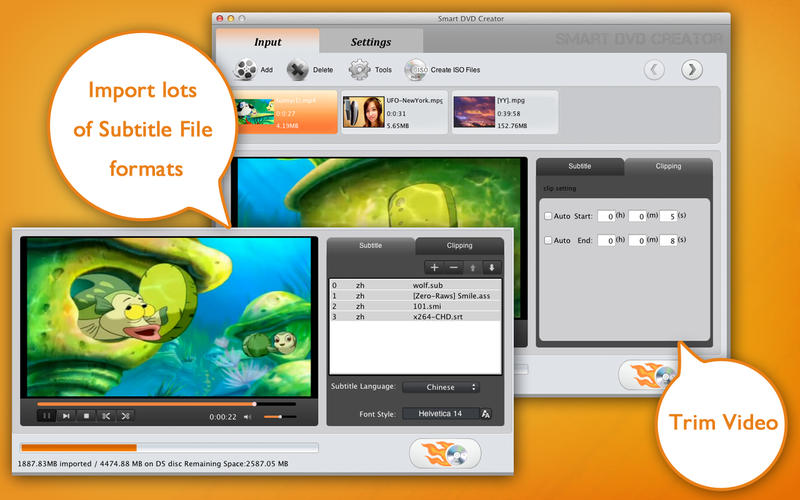 Smart DVD Creator
Input
Settings
SMART DVD CREATOR
Add
Delete
Tools
Create ISO Files
Import lots
of Subtitle File
formats
0:0:27
4.19MB
UFO-NewYork.mpg
0:0:31
5.65MB
[YY].mpg
0:39:58
152.76MB
Subtitle
Clipping
clip setting
Auto Start: 0 (h) 0 (m) 5 (s)
Auto End: 0 (h) 0 (m) 8 (s)
Subtitle
Clipping
0 zh wolf.sub
1 zh [Zero-Raws] Smile.ass
2 zh 101.smi
3 zh x264-CHD.srt
Subtitle Language: Chinese
Font Style: Helvetica 14
0:00:22
1887.83MB imported / 4474.88 MB on D5 disc Remaining Space:2587.05 MB
Trim Video